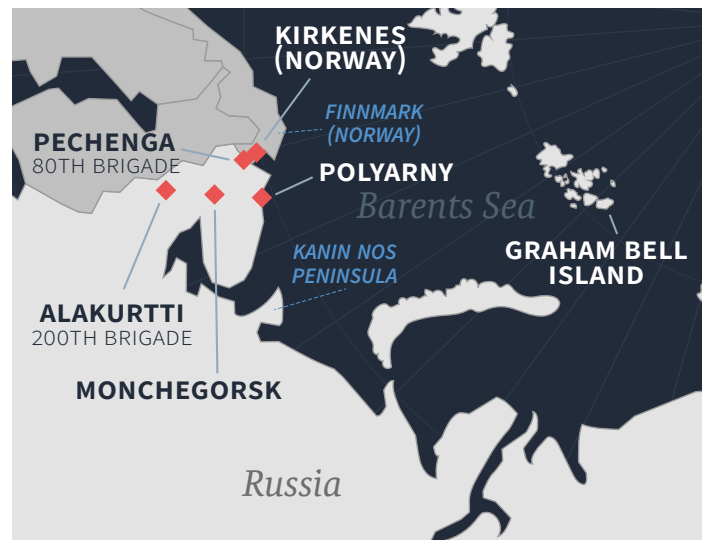 KIRKENES
(NORWAY)
FINNMARK
(NORWAY)
PECHENGA
80TH BRIGADE
POLYARNY
Barents Sea
GRAHAM BELL
ISLAND
KANIN NOS
PENINSULA
ALAKURTTI
200TH BRIGADE
MONCHEGORSK
Russia